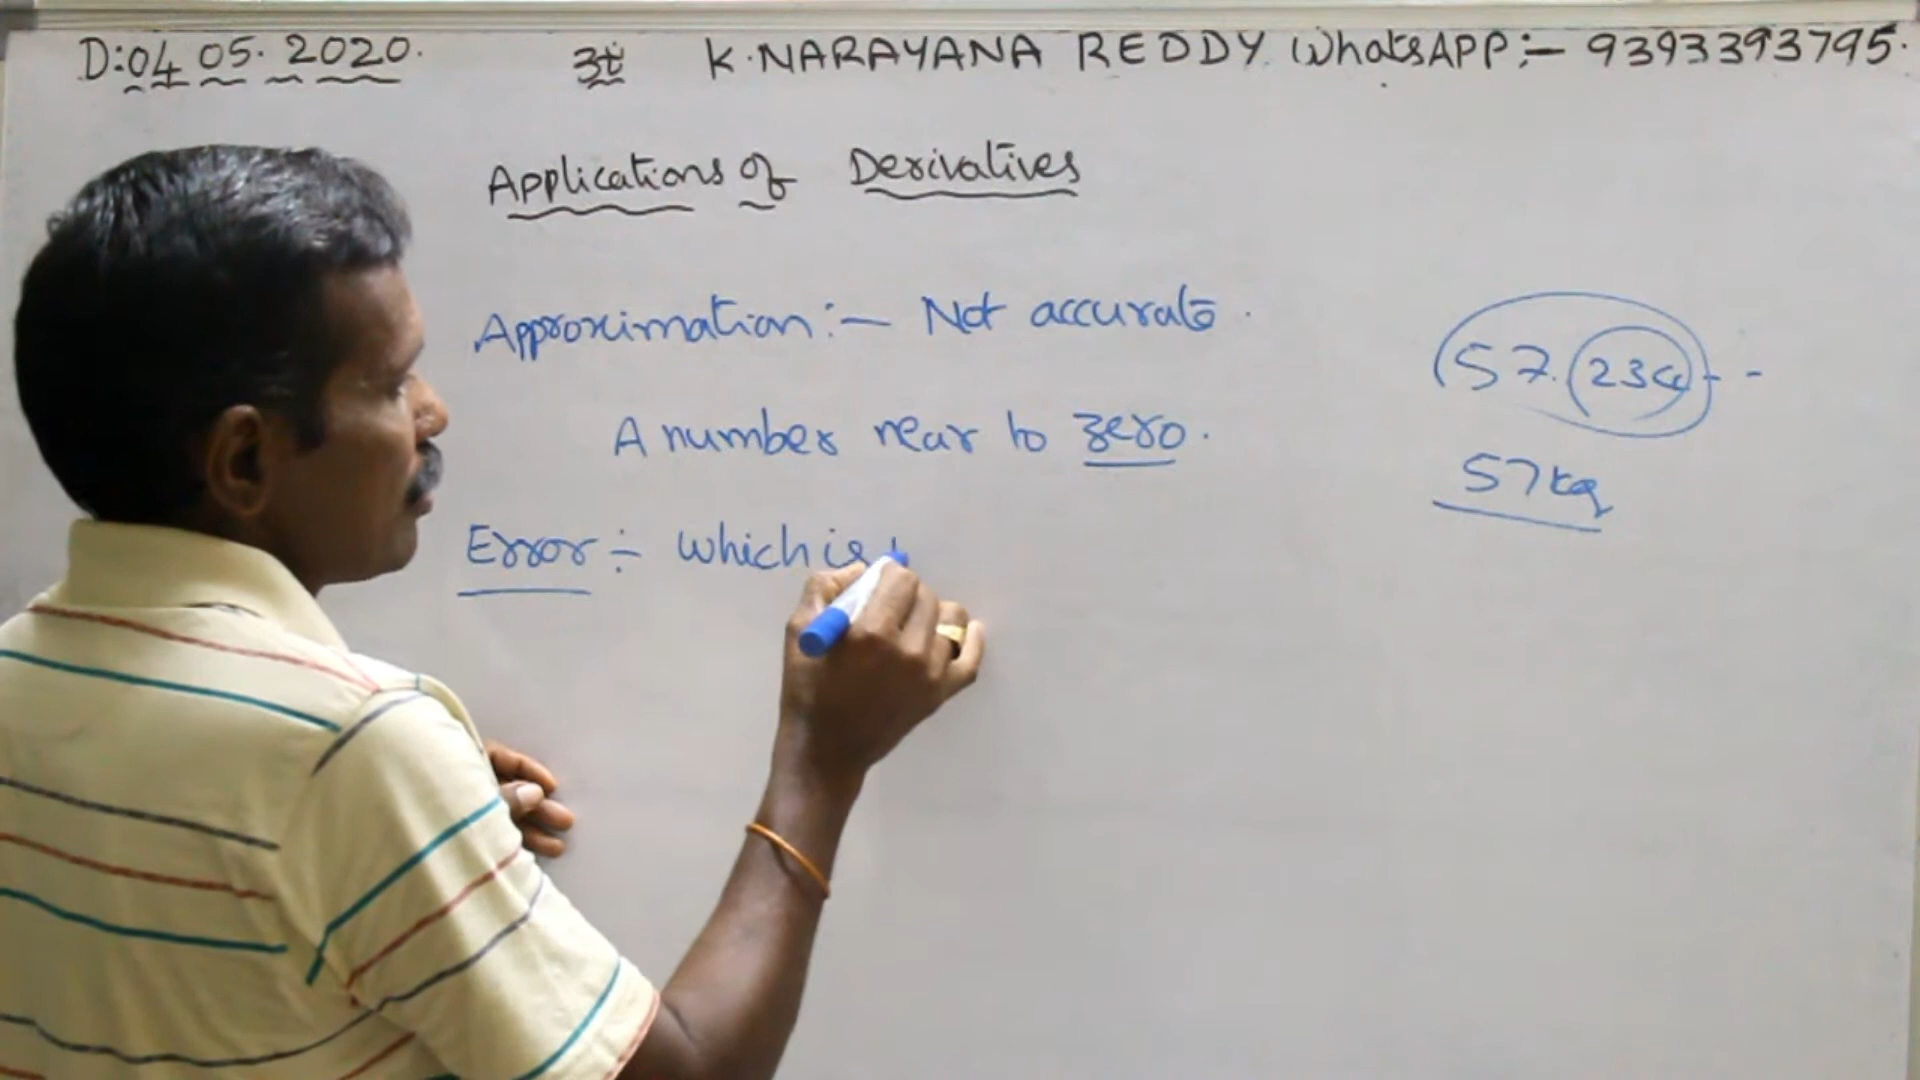 D:04 05.2020. 3t K.NARAYANA REDDY WhatsAPP:- 9393393795.
Applications of Derivatives
Approximation:- Not accurate.
57.234--
A number near to zero.
57kg
Error:- which is